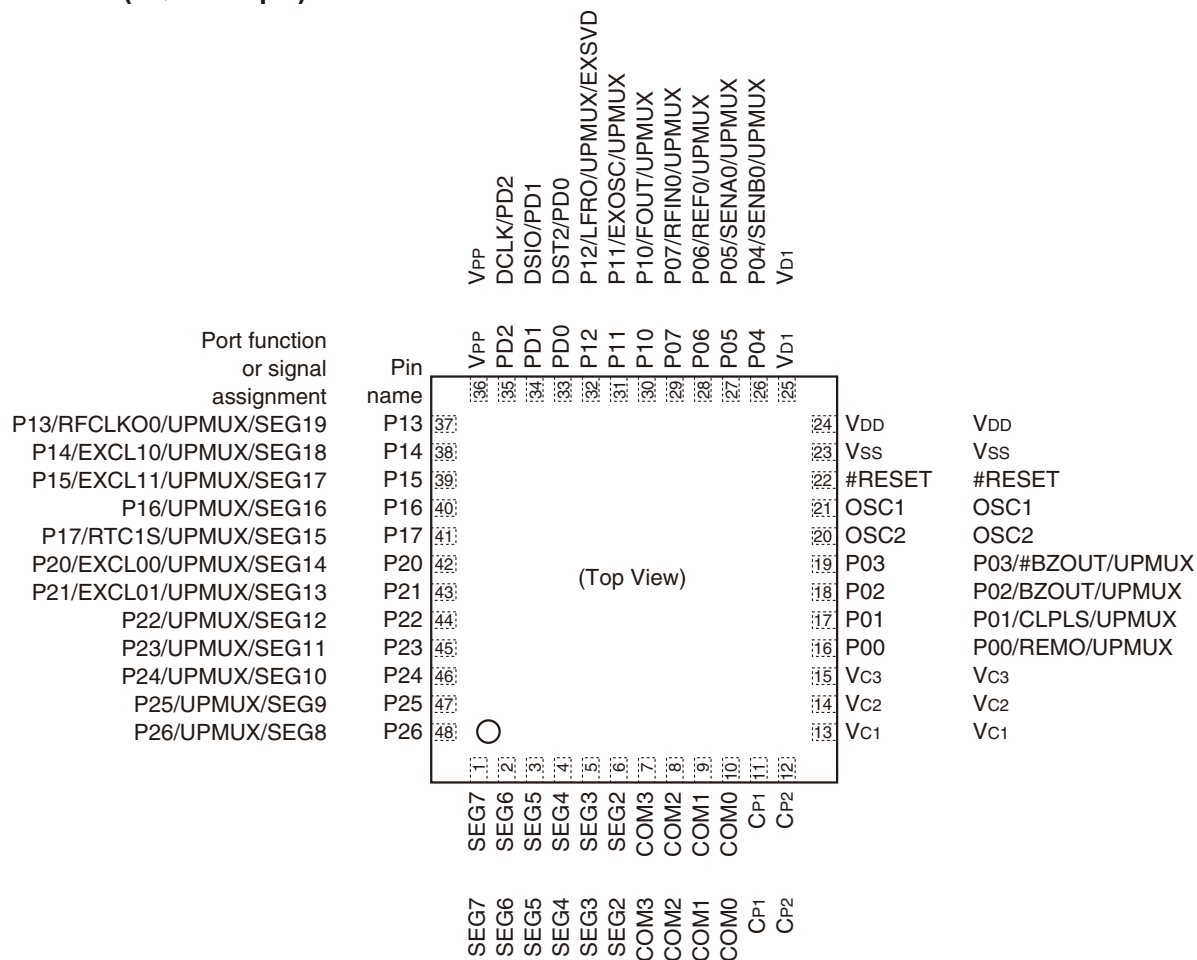 VPP
DCLK/PD2
DSIO/PD1
DST2/PD0
P12/LFRO/UPMUX/EXSVD
P11/EXOSC/UPMUX
P10/FOUT/UPMUX
P07/RFIN0/UPMUX
P06/REF0/UPMUX
P05/SENA0/UPMUX
P04/SENB0/UPMUX
VD1
Port function
or signal
assignment
Pin
name
VPP
PD2
PD1
PD0
P12
P11
P10
P07
P06
P05
P04
VD1
36
35
34
33
32
31
30
29
28
27
26
25
P13/RFCLKO0/UPMUX/SEG19 P13 37
P14/EXCL10/UPMUX/SEG18 P14 38
P15/EXCL11/UPMUX/SEG17 P15 39
P16/UPMUX/SEG16 P16 40
P17/RTC1S/UPMUX/SEG15 P17 41
P20/EXCL00/UPMUX/SEG14 P20 42
P21/EXCL01/UPMUX/SEG13 P21 43
P22/UPMUX/SEG12 P22 44
P23/UPMUX/SEG11 P23 45
P24/UPMUX/SEG10 P24 46
P25/UPMUX/SEG9 P25 47
P26/UPMUX/SEG8 P26 48
(Top View)
24 VDD VDD
23 VSS VSS
22 #RESET #RESET
21 OSC1 OSC1
20 OSC2 OSC2
19 P03 P03/#BZOUT/UPMUX
18 P02 P02/BZOUT/UPMUX
17 P01 P01/CLPLS/UPMUX
16 P00 P00/REMO/UPMUX
15 VC3 VC3
14 VC2 VC2
13 VC1 VC1
1
2
3
4
5
6
7
8
9
10
11
12
SEG7
SEG6
SEG5
SEG4
SEG3
SEG2
COM3
COM2
COM1
COM0
CP1
CP2
SEG7
SEG6
SEG5
SEG4
SEG3
SEG2
COM3
COM2
COM1
COM0
CP1
CP2